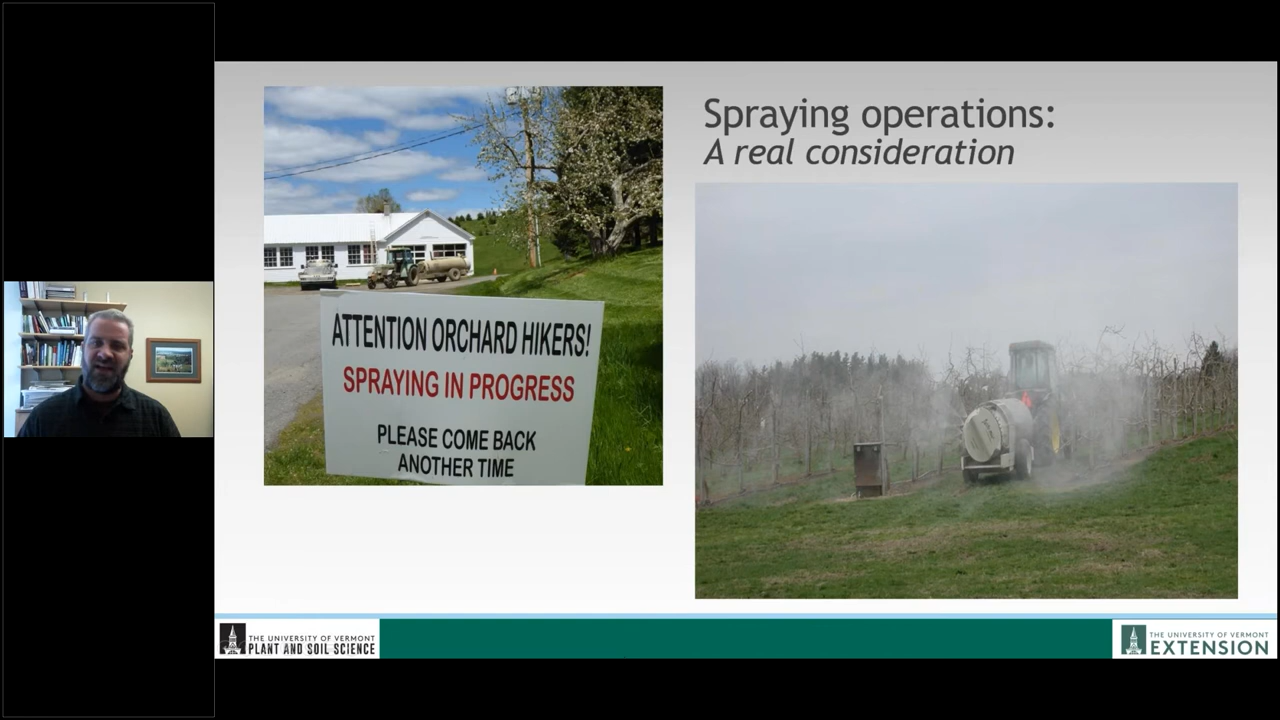 Spraying operations:
A real consideration
ATTENTION ORCHARD HIKERS!
SPRAYING IN PROGRESS
PLEASE COME BACK
ANOTHER TIME
THE UNIVERSITY OF VERMONT
PLANT AND SOIL SCIENCE
THE UNIVERSITY OF VERMONT
EXTENSION